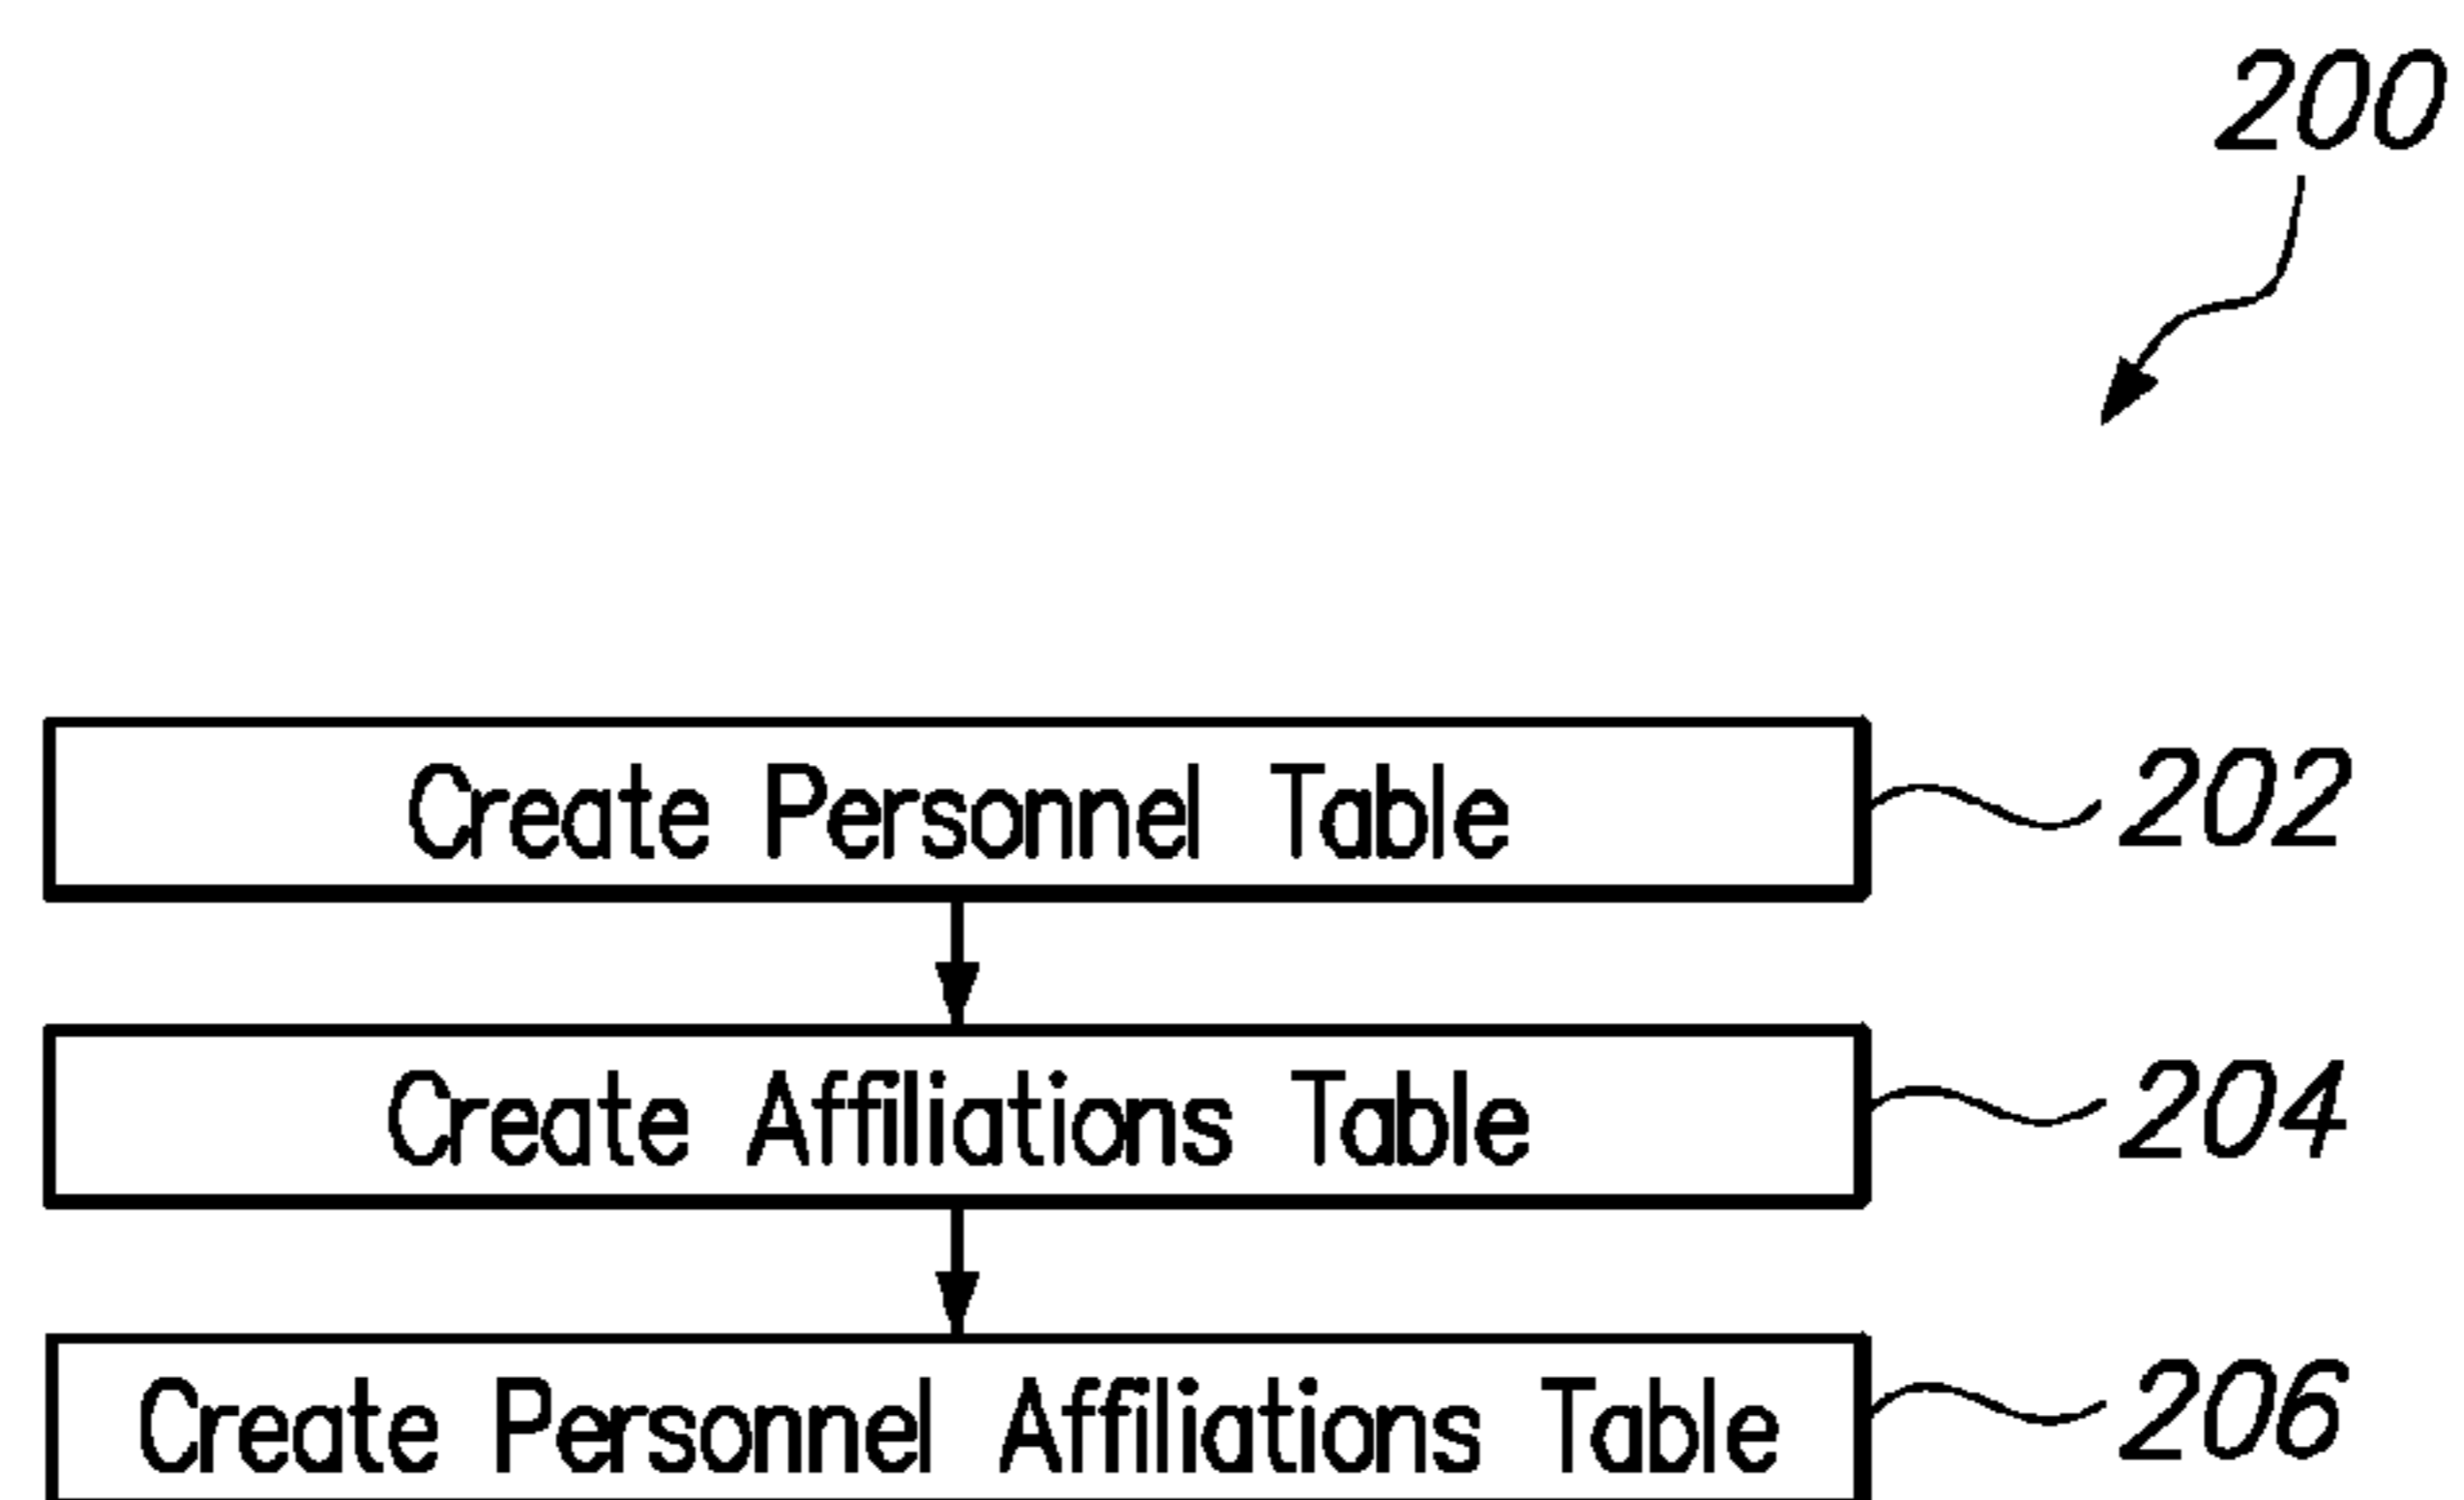 200
Create Personnel Table 202
Create Affiliations Table 204
Create Personnel Affiliations Table 206